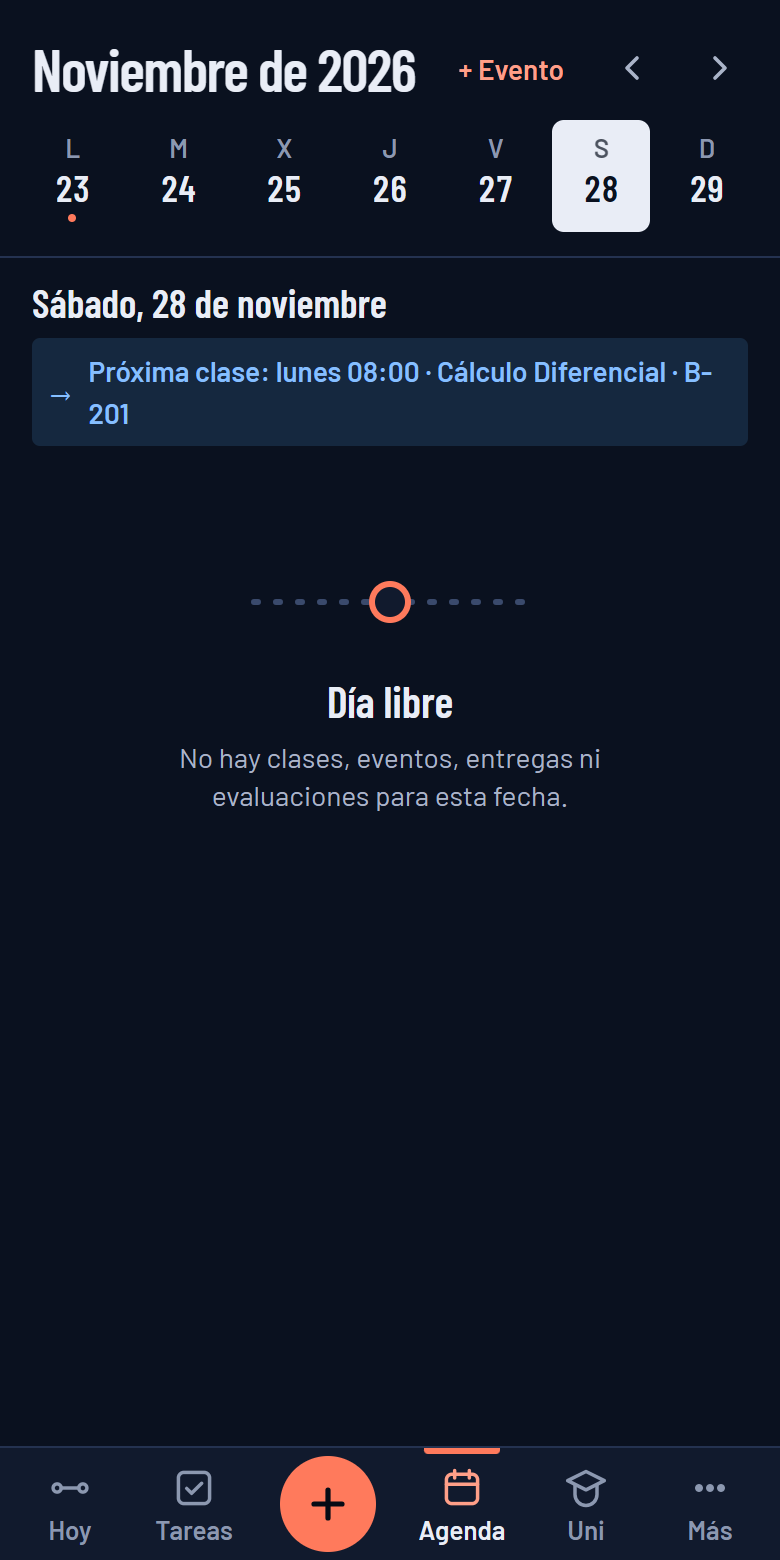 Noviembre de 2026 + Evento
L M X J V S D
23 24 25 26 27 28 29
Sábado, 28 de noviembre
→ Próxima clase: lunes 08:00 · Cálculo Diferencial · B-
201
Día libre
No hay clases, eventos, entregas ni
evaluaciones para esta fecha.
Hoy Tareas Agenda Uni Más